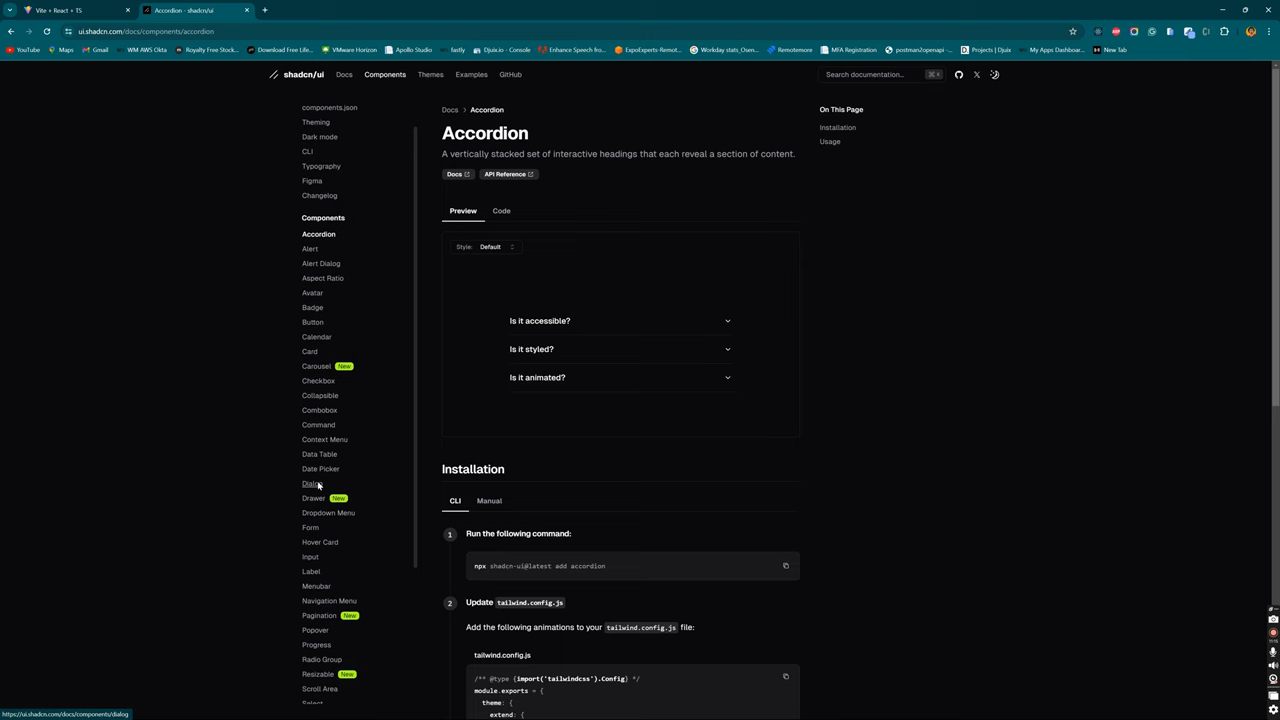 Vite + React + TS
Accordion - shadcn/ui
ui.shadcn.com/docs/components/accordion
YouTube
Maps
Gmail
WM AWS Okta
Royalty Free Stock...
Download Free Life...
VMware Horizon
Apollo Studio
fastly
Djuix.io - Console
Enhance Speech from...
ExpoExperts-Remot...
Workday stats_Osen...
Remotemore
MFA Registration
postman2openapi -...
Projects | Djuix
My Apps Dashboar...
New Tab
shadcn/ui
Docs
Components
Themes
Examples
GitHub
Search documentation...
⌘ K
components.json
Theming
Dark mode
CLI
Typography
Figma
Changelog
Components
Accordion
Alert
Alert Dialog
Aspect Ratio
Avatar
Badge
Button
Calendar
Card
Carousel New
Checkbox
Collapsible
Combobox
Command
Context Menu
Data Table
Date Picker
Dialog
Drawer New
Dropdown Menu
Form
Hover Card
Input
Label
Menubar
Navigation Menu
Pagination New
Popover
Progress
Radio Group
Resizable New
Scroll Area
Select
Docs > Accordion
Accordion
A vertically stacked set of interactive headings that each reveal a section of content.
Docs
API Reference
Preview
Code
Style: Default
Is it accessible?
Is it styled?
Is it animated?
Installation
CLI
Manual
1
Run the following command:
npx shadcn-ui@latest add accordion
2
Update tailwind.config.js
Add the following animations to your tailwind.config.js file:
tailwind.config.js
/** @type {import('tailwindcss').Config} */
module.exports = {
theme: {
extend: {
On This Page
Installation
Usage
https://ui.shadcn.com/docs/components/dialog